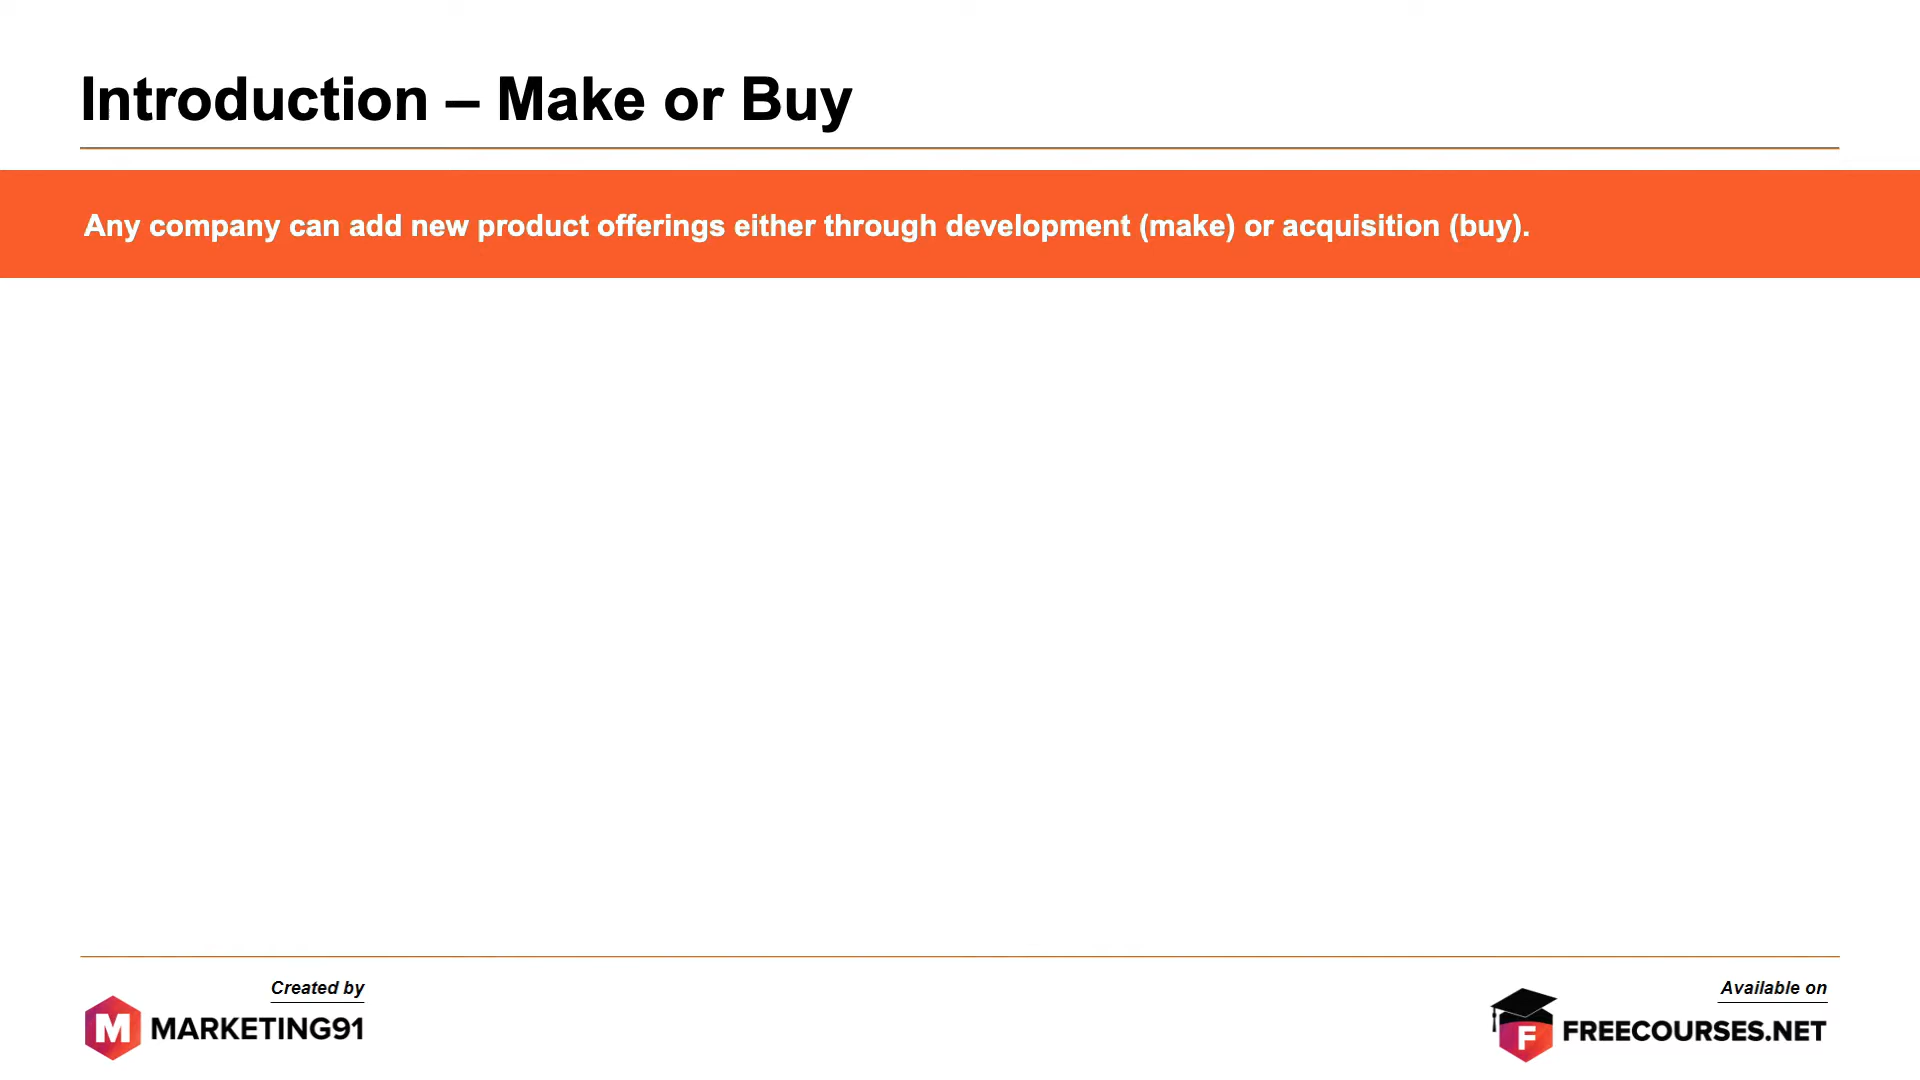 Introduction – Make or Buy
Any company can add new product offerings either through development (make) or acquisition (buy).
Created by
M MARKETING91
Available on
F FREECOURSES.NET